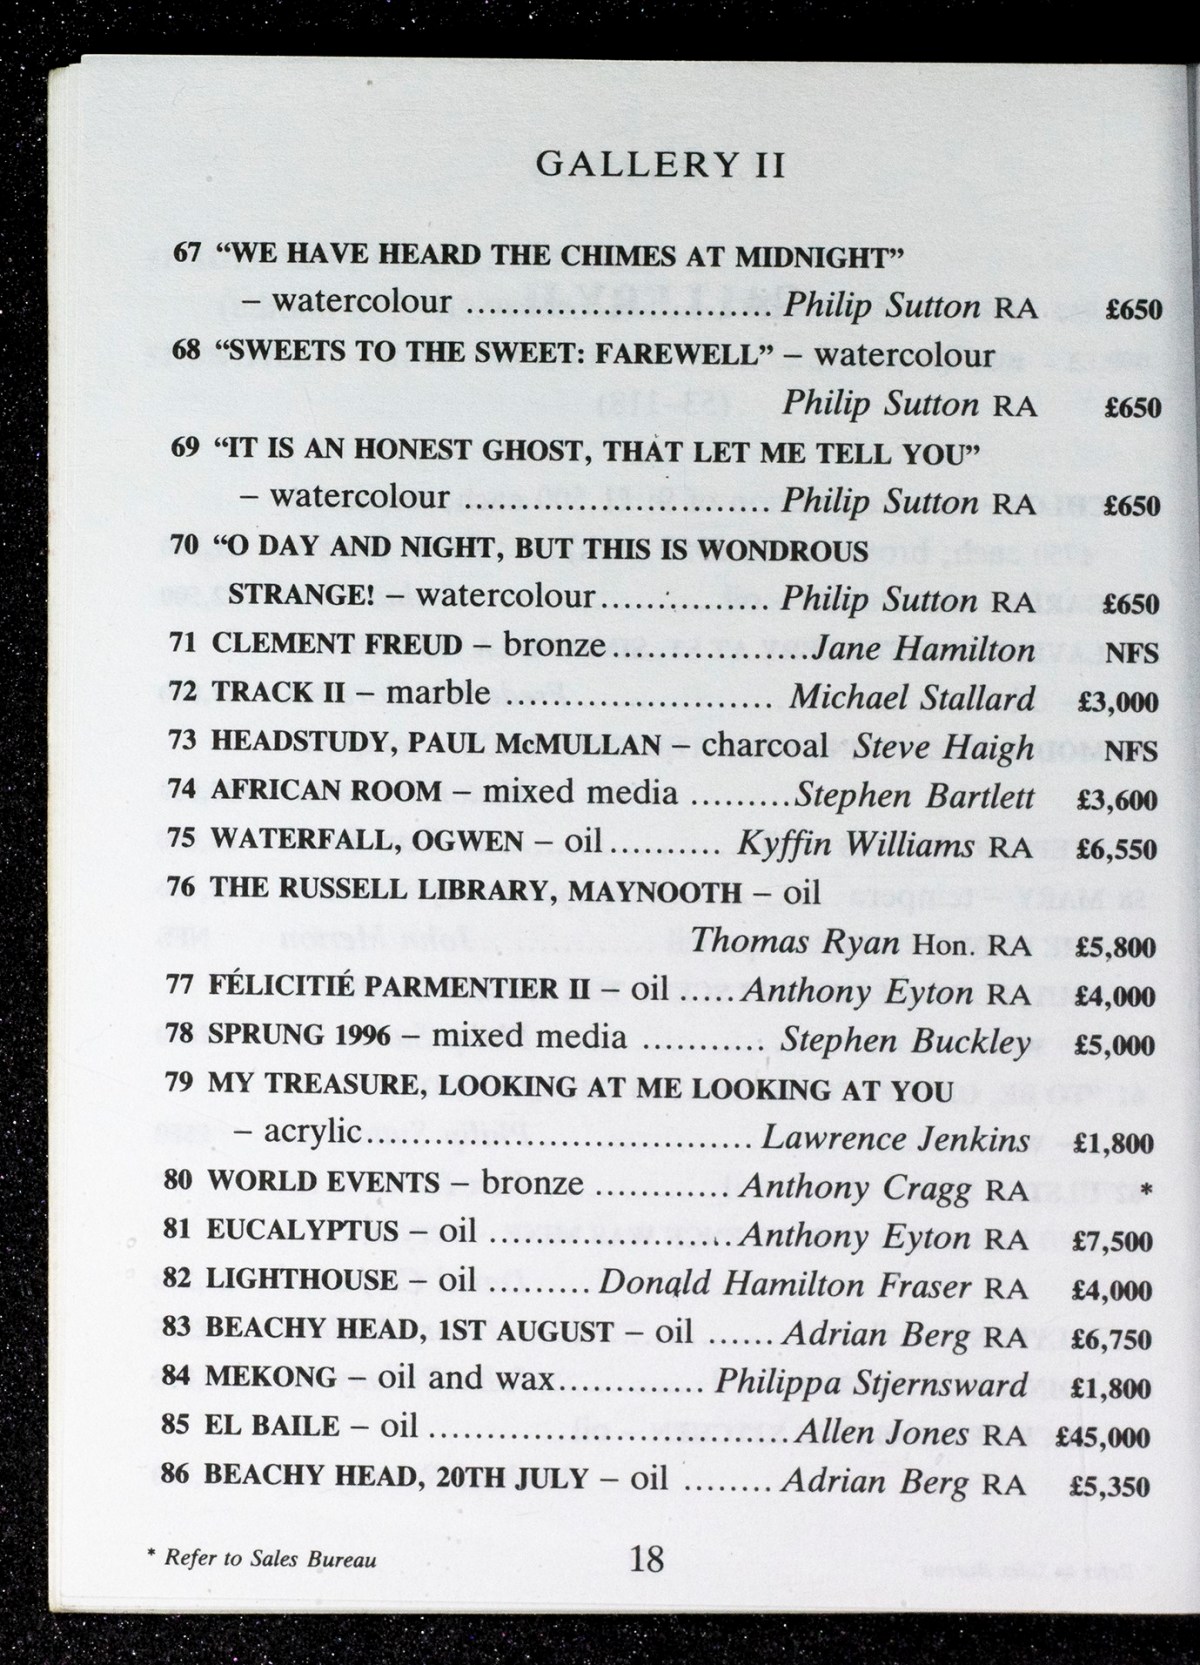 GALLERY II
67 “WE HAVE HEARD THE CHIMES AT MIDNIGHT”
– watercolour ............................ Philip Sutton RA £650
68 “SWEETS TO THE SWEET: FAREWELL” – watercolour
Philip Sutton RA £650
69 “IT IS AN HONEST GHOST, THAT LET ME TELL YOU”
– watercolour ............................ Philip Sutton RA £650
70 “O DAY AND NIGHT, BUT THIS IS WONDROUS
STRANGE! – watercolour................ Philip Sutton RA £650
71 CLEMENT FREUD – bronze..................Jane Hamilton NFS
72 TRACK II – marble ......................... Michael Stallard £3,000
73 HEADSTUDY, PAUL McMULLAN – charcoal Steve Haigh NFS
74 AFRICAN ROOM – mixed media .........Stephen Bartlett £3,600
75 WATERFALL, OGWEN – oil.......... Kyffin Williams RA £6,550
76 THE RUSSELL LIBRARY, MAYNOOTH – oil
Thomas Ryan Hon. RA £5,800
77 FÉLICITIÉ PARMENTIER II – oil .....Anthony Eyton RA £4,000
78 SPRUNG 1996 – mixed media ........... Stephen Buckley £5,000
79 MY TREASURE, LOOKING AT ME LOOKING AT YOU
– acrylic................................... Lawrence Jenkins £1,800
80 WORLD EVENTS – bronze ............Anthony Cragg RA *
81 EUCALYPTUS – oil ......................Anthony Eyton RA £7,500
82 LIGHTHOUSE – oil ......... Donald Hamilton Fraser RA £4,000
83 BEACHY HEAD, 1ST AUGUST – oil ...... Adrian Berg RA £6,750
84 MEKONG – oil and wax............. Philippa Stjernsward £1,800
85 EL BAILE – oil .................................Allen Jones RA £45,000
86 BEACHY HEAD, 20TH JULY – oil ........ Adrian Berg RA £5,350
* Refer to Sales Bureau 18